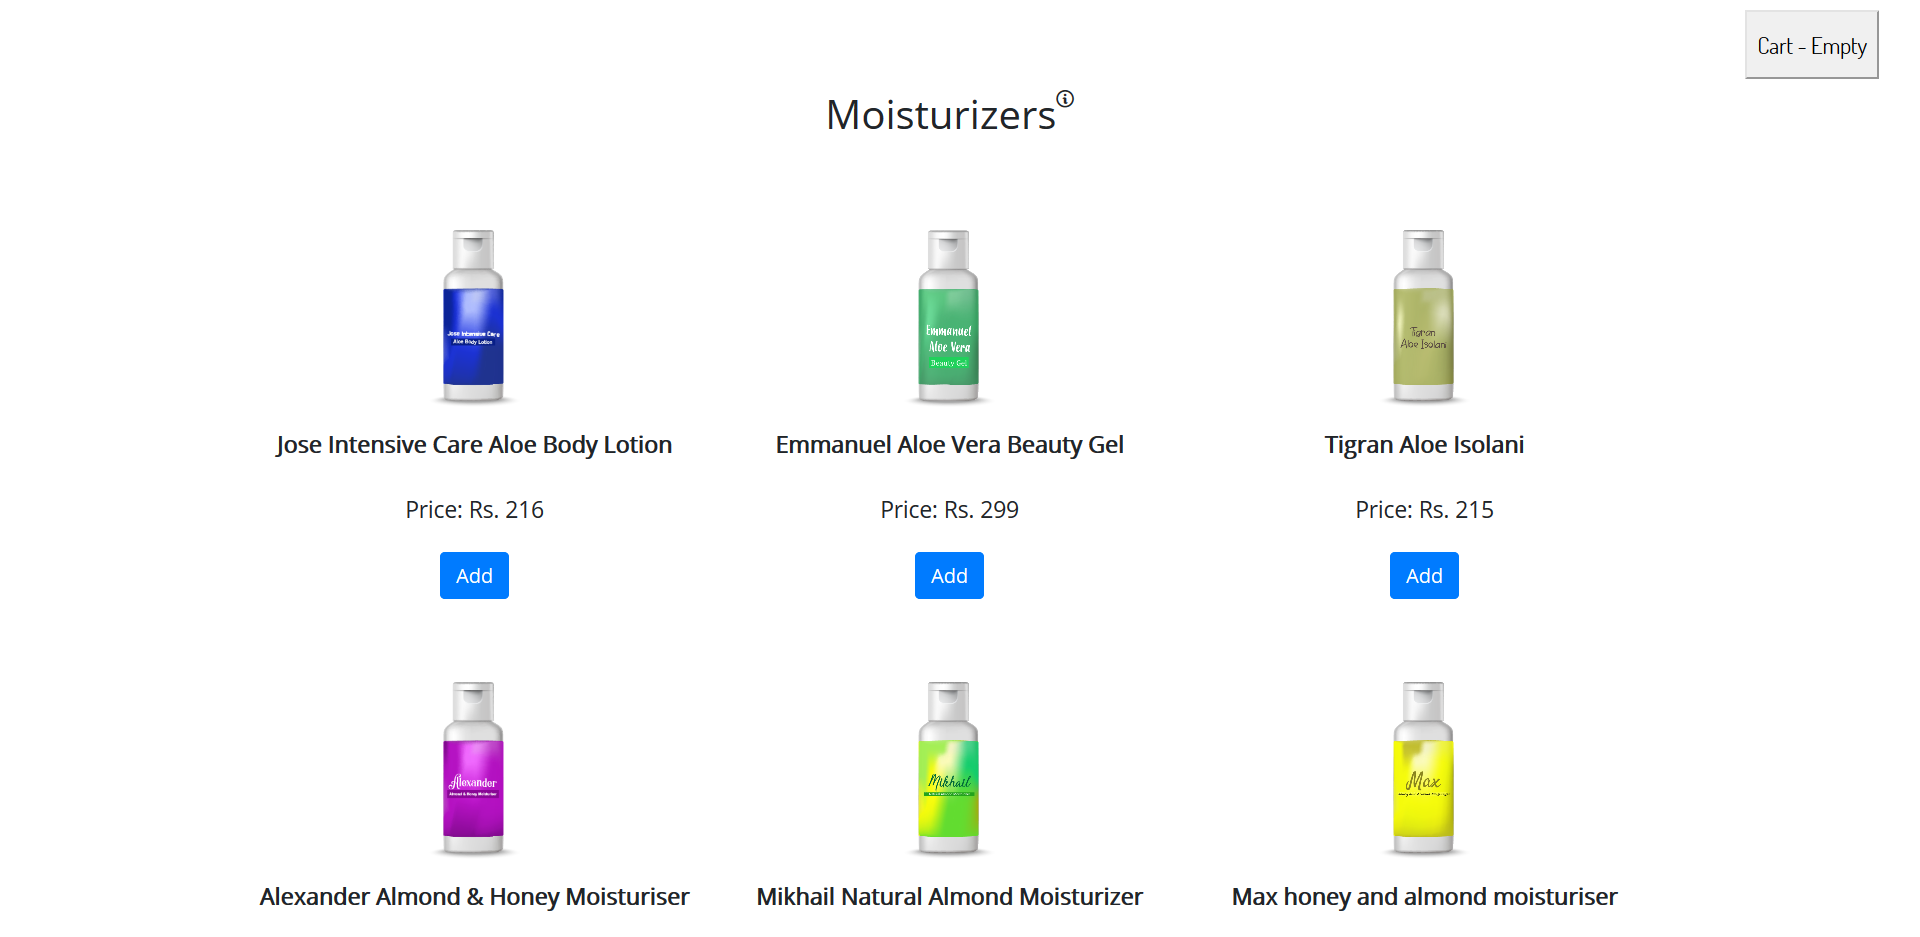 Cart - Empty
Moisturizers
Jose Intensive Care
Aloe Body Lotion
Emmanuel
Aloe Vera
Beauty Gel
Tigran
Aloe Isolani
Jose Intensive Care Aloe Body Lotion
Emmanuel Aloe Vera Beauty Gel
Tigran Aloe Isolani
Price: Rs. 216
Price: Rs. 299
Price: Rs. 215
Add
Add
Add
Alexander
Almond & Honey Moisturiser
Mikhail
Max
Alexander Almond & Honey Moisturiser
Mikhail Natural Almond Moisturizer
Max honey and almond moisturiser